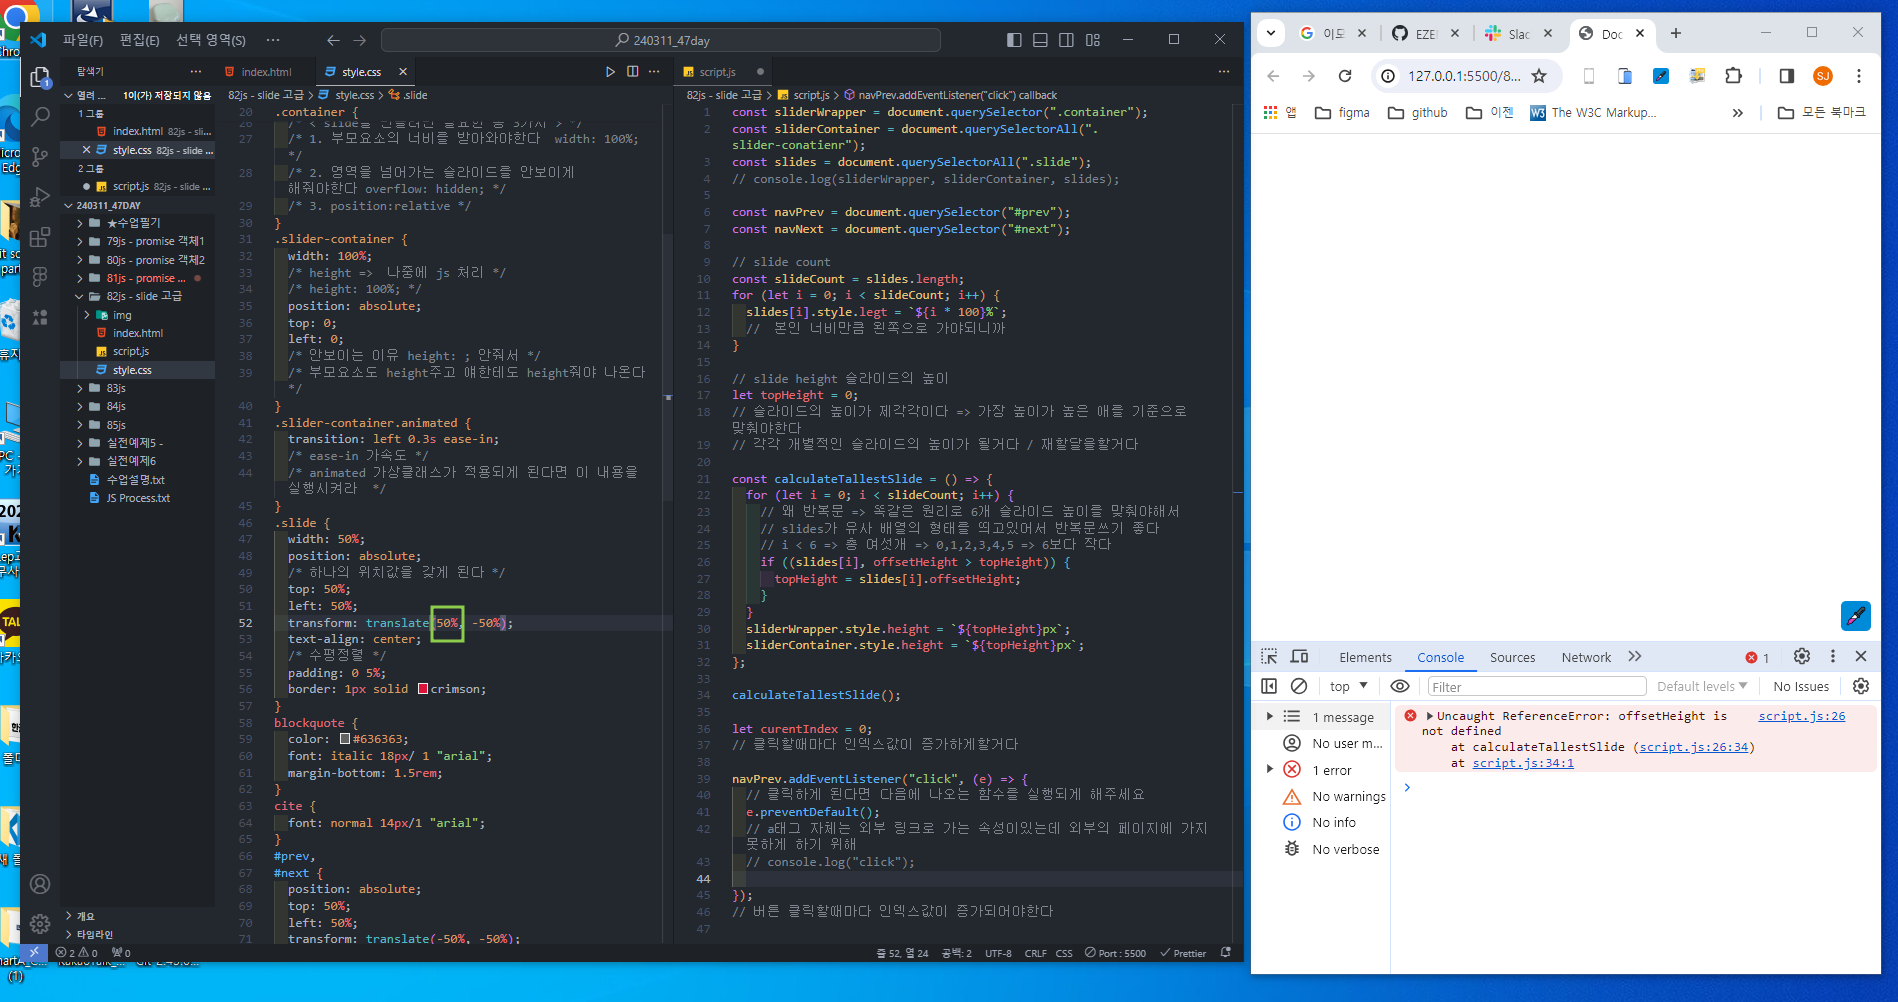 파일(F) 편집(E) 선택 영역(S) ···
240311_47day
탐색기
열려 ... 1이(가) 저장되지 않음
1 그룹
index.html 82js - sli...
style.css 82js - slide ...
2 그룹
script.js 82js - slide ...
240311_47DAY
★수업필기
79js - promise 객체1
80js - promise 객체2
81js - promise ...
82js - slide 고급
img
index.html
script.js
style.css
83js
84js
85js
실전예제5 -
실전예제6
수업설명.txt
JS Process.txt
개요
타임라인
index.html
style.css
82js - slide 고급 > style.css > .slide
20 .container {
27 /* 1. 부모요소의 너비를 받아와야한다 width: 100%;
*/
28 /* 2. 영역을 넘어가는 슬라이드를 안보이게
해줘야한다 overflow: hidden; */
29 /* 3. position:relative */
30 }
31 .slider-container {
32 width: 100%;
33 /* height => 나중에 js 처리 */
34 /* height: 100%; */
35 position: absolute;
36 top: 0;
37 left: 0;
38 /* 안보이는 이유 height: ; 안줘서 */
39 /* 부모요소도 height주고 얘한테도 height줘야 나온다
*/
40 }
41 .slider-container.animated {
42 transition: left 0.3s ease-in;
43 /* ease-in 가속도 */
44 /* animated 가상클래스가 적용되게 된다면 이 내용을
실행시켜라 */
45 }
46 .slide {
47 width: 50%;
48 position: absolute;
49 /* 하나의 위치값을 갖게 된다 */
50 top: 50%;
51 left: 50%;
52 transform: translate(50%, -50%);
53 text-align: center;
54 /* 수평정렬 */
55 padding: 0 5%;
56 border: 1px solid crimson;
57 }
58 blockquote {
59 color: #636363;
60 font: italic 18px/ 1 "arial";
61 margin-bottom: 1.5rem;
62 }
63 cite {
64 font: normal 14px/1 "arial";
65 }
66 #prev,
67 #next {
68 position: absolute;
69 top: 50%;
70 left: 50%;
71 transform: translate(-50%, -50%);
script.js
82js - slide 고급 > script.js > navPrev.addEventListener("click") callback
1 const sliderWrapper = document.querySelector(".container");
2 const sliderContainer = document.querySelectorAll(".
slider-conatienr");
3 const slides = document.querySelectorAll(".slide");
4 // console.log(sliderWrapper, sliderContainer, slides);
5
6 const navPrev = document.querySelector("#prev");
7 const navNext = document.querySelector("#next");
8
9 // slide count
10 const slideCount = slides.length;
11 for (let i = 0; i < slideCount; i++) {
12 slides[i].style.legt = `${i * 100}%`;
13 // 본인 너비만큼 왼쪽으로 가야되니까
14 }
15
16 // slide height 슬라이드의 높이
17 let topHeight = 0;
18 // 슬라이드의 높이가 제각각이다 => 가장 높이가 높은 애를 기준으로
맞춰야한다
19 // 각각 개별적인 슬라이드의 높이가 될거다 / 재할달을할거다
20
21 const calculateTallestSlide = () => {
22 for (let i = 0; i < slideCount; i++) {
23 // 왜 반복문 => 똑같은 원리로 6개 슬라이드 높이를 맞춰야해서
24 // slides가 유사 배열의 형태를 띄고있어서 반복문쓰기 좋다
25 // i < 6 => 총 여섯개 => 0,1,2,3,4,5 => 6보다 작다
26 if ((slides[i], offsetHeight > topHeight)) {
27 topHeight = slides[i].offsetHeight;
28 }
29 }
30 sliderWrapper.style.height = `${topHeight}px`;
31 sliderContainer.style.height = `${topHeight}px`;
32 };
33
34 calculateTallestSlide();
35
36 let curentIndex = 0;
37 // 클릭할때마다 인덱스값이 증가하게할거다
38
39 navPrev.addEventListener("click", (e) => {
40 // 클릭하게 된다면 다음에 나오는 함수를 실행되게 해주세요
41 e.preventDefault();
42 // a태그 자체는 외부 링크로 가는 속성이있는데 외부의 페이지에 가지
못하게 하기 위해
43 // console.log("click");
44
45 });
46 // 버튼 클릭할때마다 인덱스값이 증가되어야한다
47
2 0 0
줄 52, 열 24 공백: 2 UTF-8 CRLF CSS Port : 5500 Prettier
이모 EZEI Slac Doc
127.0.0.1:5500/8... SJ
앱 figma github 이젠 The W3C Markup... » 모든 북마크
Elements Console Sources Network 1
top Filter Default levels No Issues
1 message
No user m...
1 error
No warnings
No info
No verbose
Uncaught ReferenceError: offsetHeight is script.js:26
not defined
at calculateTallestSlide (script.js:26:34)
at script.js:34:1